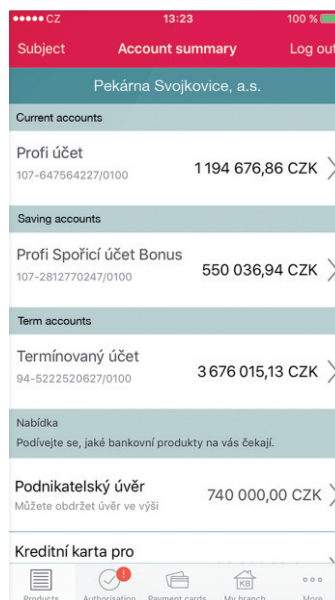 CZ 13:23 100 %
Subject Account summary Log out
Pekárna Svojkovice, a.s.
Current accounts
Profi účet
107-647564227/0100
1 194 676,86 CZK
Saving accounts
Profi Spořicí účet Bonus
107-2812770247/0100
550 036,94 CZK
Term accounts
Termínovaný účet
94-5222520627/0100
3 676 015,13 CZK
Nabídka
Podívejte se, jaké bankovní produkty na vás čekají.
Podnikatelský úvěr
Můžete obdržet úvěr ve výši
740 000,00 CZK
Kreditní karta pro
!
KB
Products Authorisation Payment cards My branch More